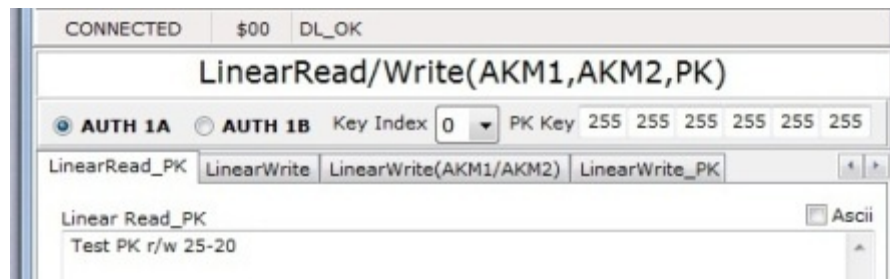 CONNECTED $00 DL_OK
LinearRead/Write(AKM1,AKM2,PK)
AUTH 1A AUTH 1B Key Index 0 PK Key 255 255 255 255 255 255
LinearRead_PK LinearWrite LinearWrite(AKM1/AKM2) LinearWrite_PK
Linear Read_PK Ascii
Test PK r/w 25-20